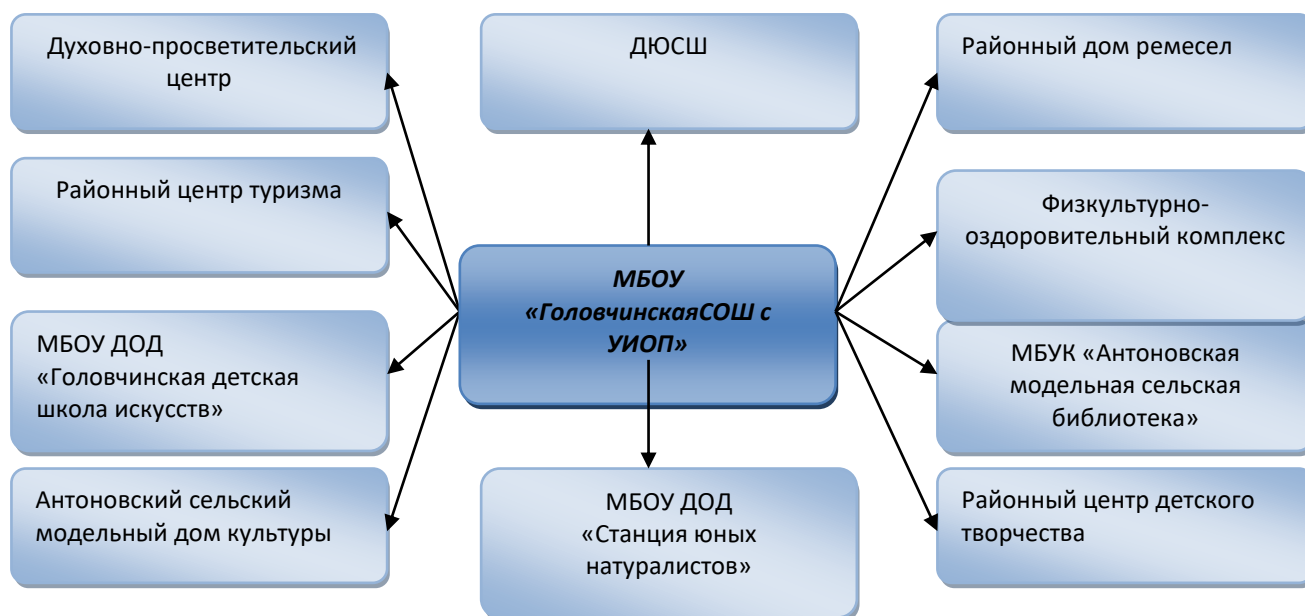 Духовно-просветительский
центр
ДЮСШ
Районный дом ремесел
Районный центр туризма
Физкультурно-
оздоровительный комплекс
МБОУ
«ГоловчинскаяСОШ с
УИОП»
МБОУ ДОД
«Головчинская детская
школа искусств»
МБУК «Антоновская
модельная сельская
библиотека»
Антоновский сельский
модельный дом культуры
МБОУ ДОД
«Станция юных
натуралистов»
Районный центр детского
творчества